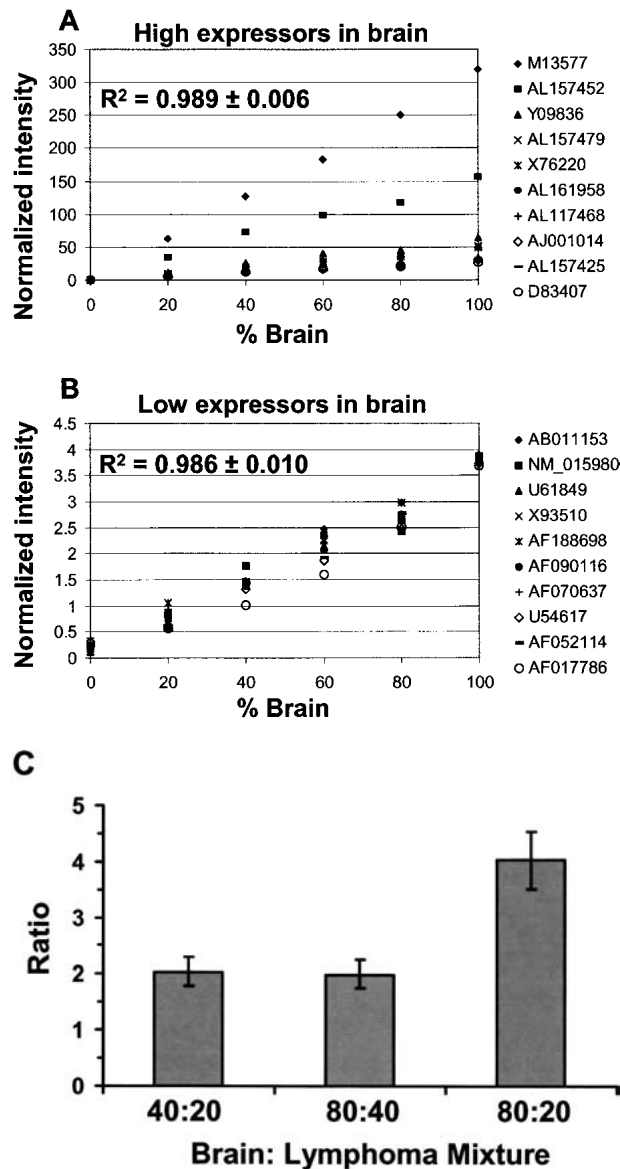 A
High expressors in brain
R² = 0.989 ± 0.006
Normalized intensity
350
300
250
200
150
100
50
0
0 20 40 60 80 100
% Brain
M13577
AL157452
Y09836
AL157479
X76220
AL161958
AL117468
AJ001014
AL157425
D83407
B
Low expressors in brain
R² = 0.986 ± 0.010
Normalized intensity
4.5
4
3.5
3
2.5
2
1.5
1
0.5
0
0 20 40 60 80 100
% Brain
AB011153
NM_015980
U61849
X93510
AF188698
AF090116
AF070637
U54617
AF052114
AF017786
C
Ratio
5
4
3
2
1
0
40:20 80:40 80:20
Brain: Lymphoma Mixture